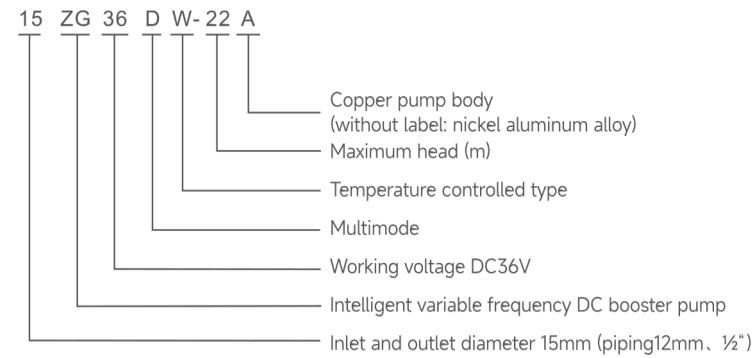 15 ZG 36 D W-22 A
Copper pump body
(without label: nickel aluminum alloy)
Maximum head (m)
Temperature controlled type
Multimode
Working voltage DC36V
Intelligent variable frequency DC booster pump
Inlet and outlet diameter 15mm (piping12mm、½")